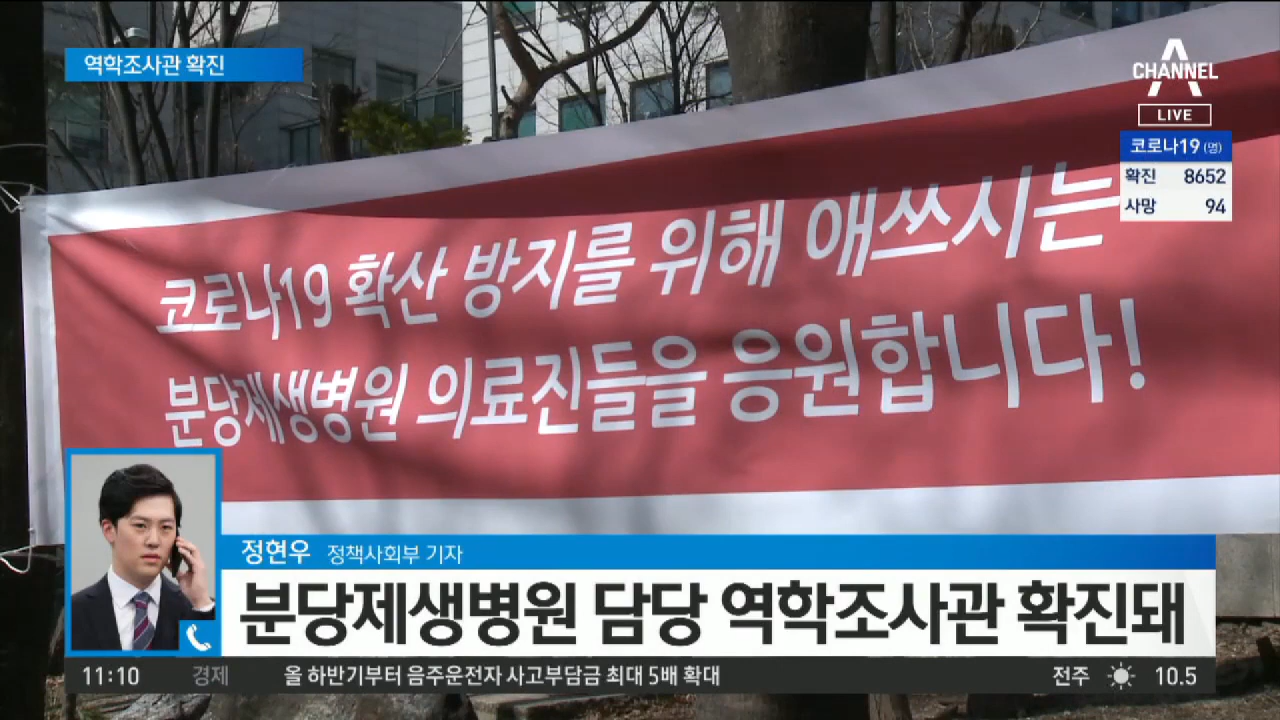 역학조사관 확진
CHANNEL
LIVE
코로나19 (명)
확진 8652
사망 94
코로나19 확산 방지를 위해 애쓰시는
분당제생병원 의료진들을 응원합니다!
정현우 정책사회부 기자
분당제생병원 담당 역학조사관 확진돼
11:10 경제 올 하반기부터 음주운전자 사고부담금 최대 5배 확대 전주 10.5